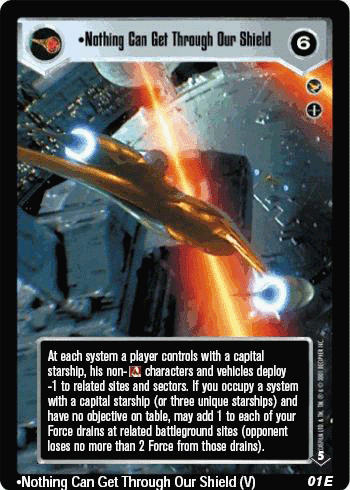 •Nothing Can Get Through Our Shield
6
At each system a player controls with a capital
starship, his non- characters and vehicles deploy
-1 to related sites and sectors. If you occupy a system
with a capital starship (or three unique starships) and
have no objective on table, may add 1 to each of your
Force drains at related battleground sites (opponent
loses no more than 2 Force from those drains).
5
•Nothing Can Get Through Our Shield (V)
01E